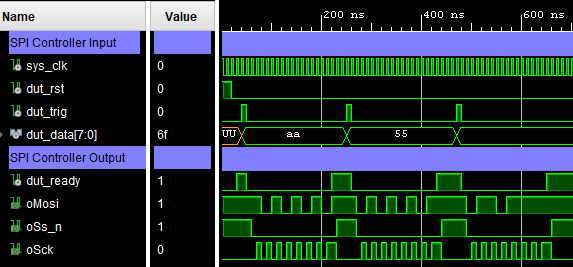 Name Value 200 ns 400 ns 600 ns
SPI Controller Input
sys_clk 0
dut_rst 0
dut_trig 0
dut_data[7:0] 6f UU aa 55
SPI Controller Output
dut_ready 1
oMosi 1
oSs_n 1
oSck 0